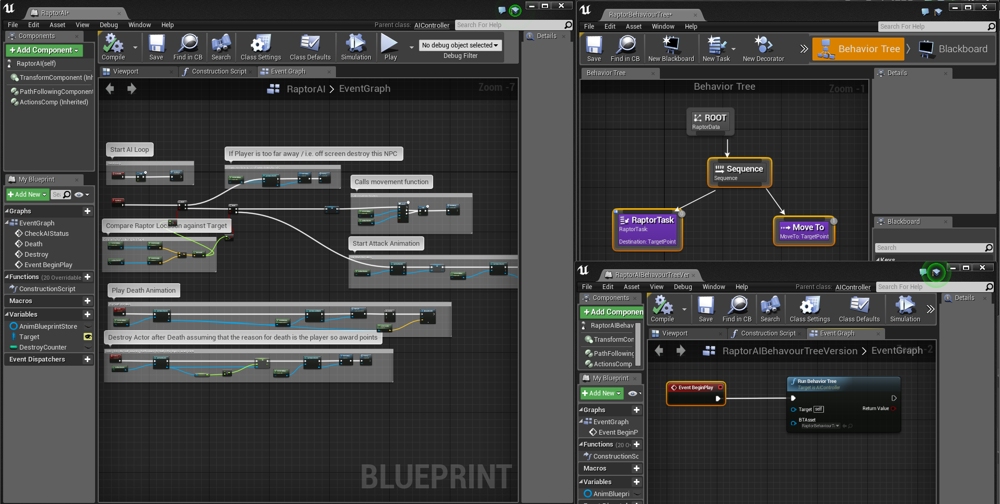 RaptorAI*
File Edit Asset View Debug Window Help
Parent class: AIController
Search For Help
Components
+ Add Component
RaptorAI(self)
TransformComponent (Inh
PathFollowingComponent
ActionsComp (Inherited)
Compile
Save
Find in CB
Search
Class Settings
Class Defaults
Simulation
Play
No debug object selected
Debug Filter
Details
Viewport
Construction Script
Event Graph
RaptorAI > EventGraph
Zoom -7
Start AI Loop
If Player is too far away / i.e. off screen destroy this NPC
Calls movement function
Compare Raptor Location against Target
Start Attack Animation
Play Death Animation
Destroy Actor after Death assuming that the reason for death is the player so award points
BLUEPRINT
My Blueprint
+ Add New
Graphs
EventGraph
CheckAIStatus
Death
Destroy
Event BeginPlay
Functions (20 Overridable
ConstructionScript
Macros
Variables
AnimBlueprintStore
Target
DestroyCounter
Event Dispatchers
RaptorBehaviourTree*
File Edit Asset Window Help
Search For Help
Save
Find in CB
New Blackboard
New Task
New Decorator
Behavior Tree
Blackboard
Behavior Tree
Details
Behavior Tree
Zoom -1
ROOT
RaptorData
Sequence
Sequence
0
RaptorTask
RaptorTask:
Destination: TargetPoint
1
Move To
MoveTo: TargetPoint
Blackboard
Search
Keys
RaptorAIBehavourTreeVer
File Edit Asset View Debug Window Help
Parent class: AIController
Search For Help
Components
+ Add Componen
RaptorAIBehav
TransformCon
PathFollowing
ActionsComp
Compile
Save
Find in CB
Search
Class Settings
Class Defaults
Simulation
Details
Viewport
Construction Script
Event Graph
RaptorAIBehavourTreeVersion > EventGraph
Zoom -2
Event BeginPlay
Run Behavior Tree
Target is AIController
Target self
Return Value
BTAsset
RaptorBehaviourTr
My Blueprint
+ Add New
Graphs
EventGraph
Event BeginP
Functions (20 O
ConstructionSc
Macros
Variables
AnimBluepri